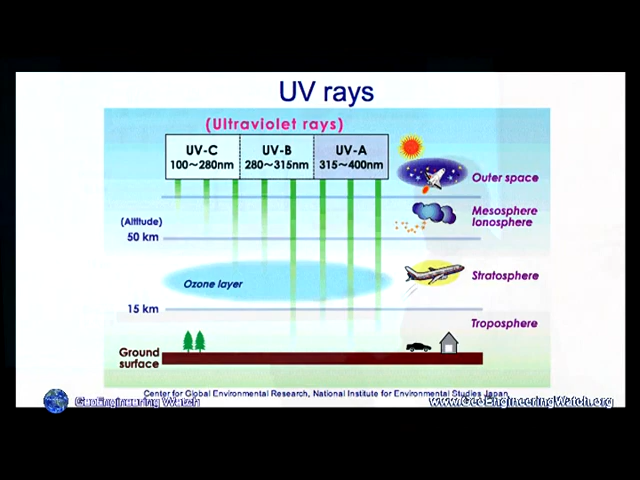 UV rays
(Ultraviolet rays)
UV-C
100~280nm
UV-B
280~315nm
UV-A
315~400nm
Outer space
(Altitude)
50 km
Mesosphere
Ionosphere
Ozone layer
Stratosphere
15 km
Troposphere
Ground
surface
Center for Global Environmental Research, National Institute for Environmental Studies Japan
GeoEngineering Watch
www.GeoEngineeringWatch.org